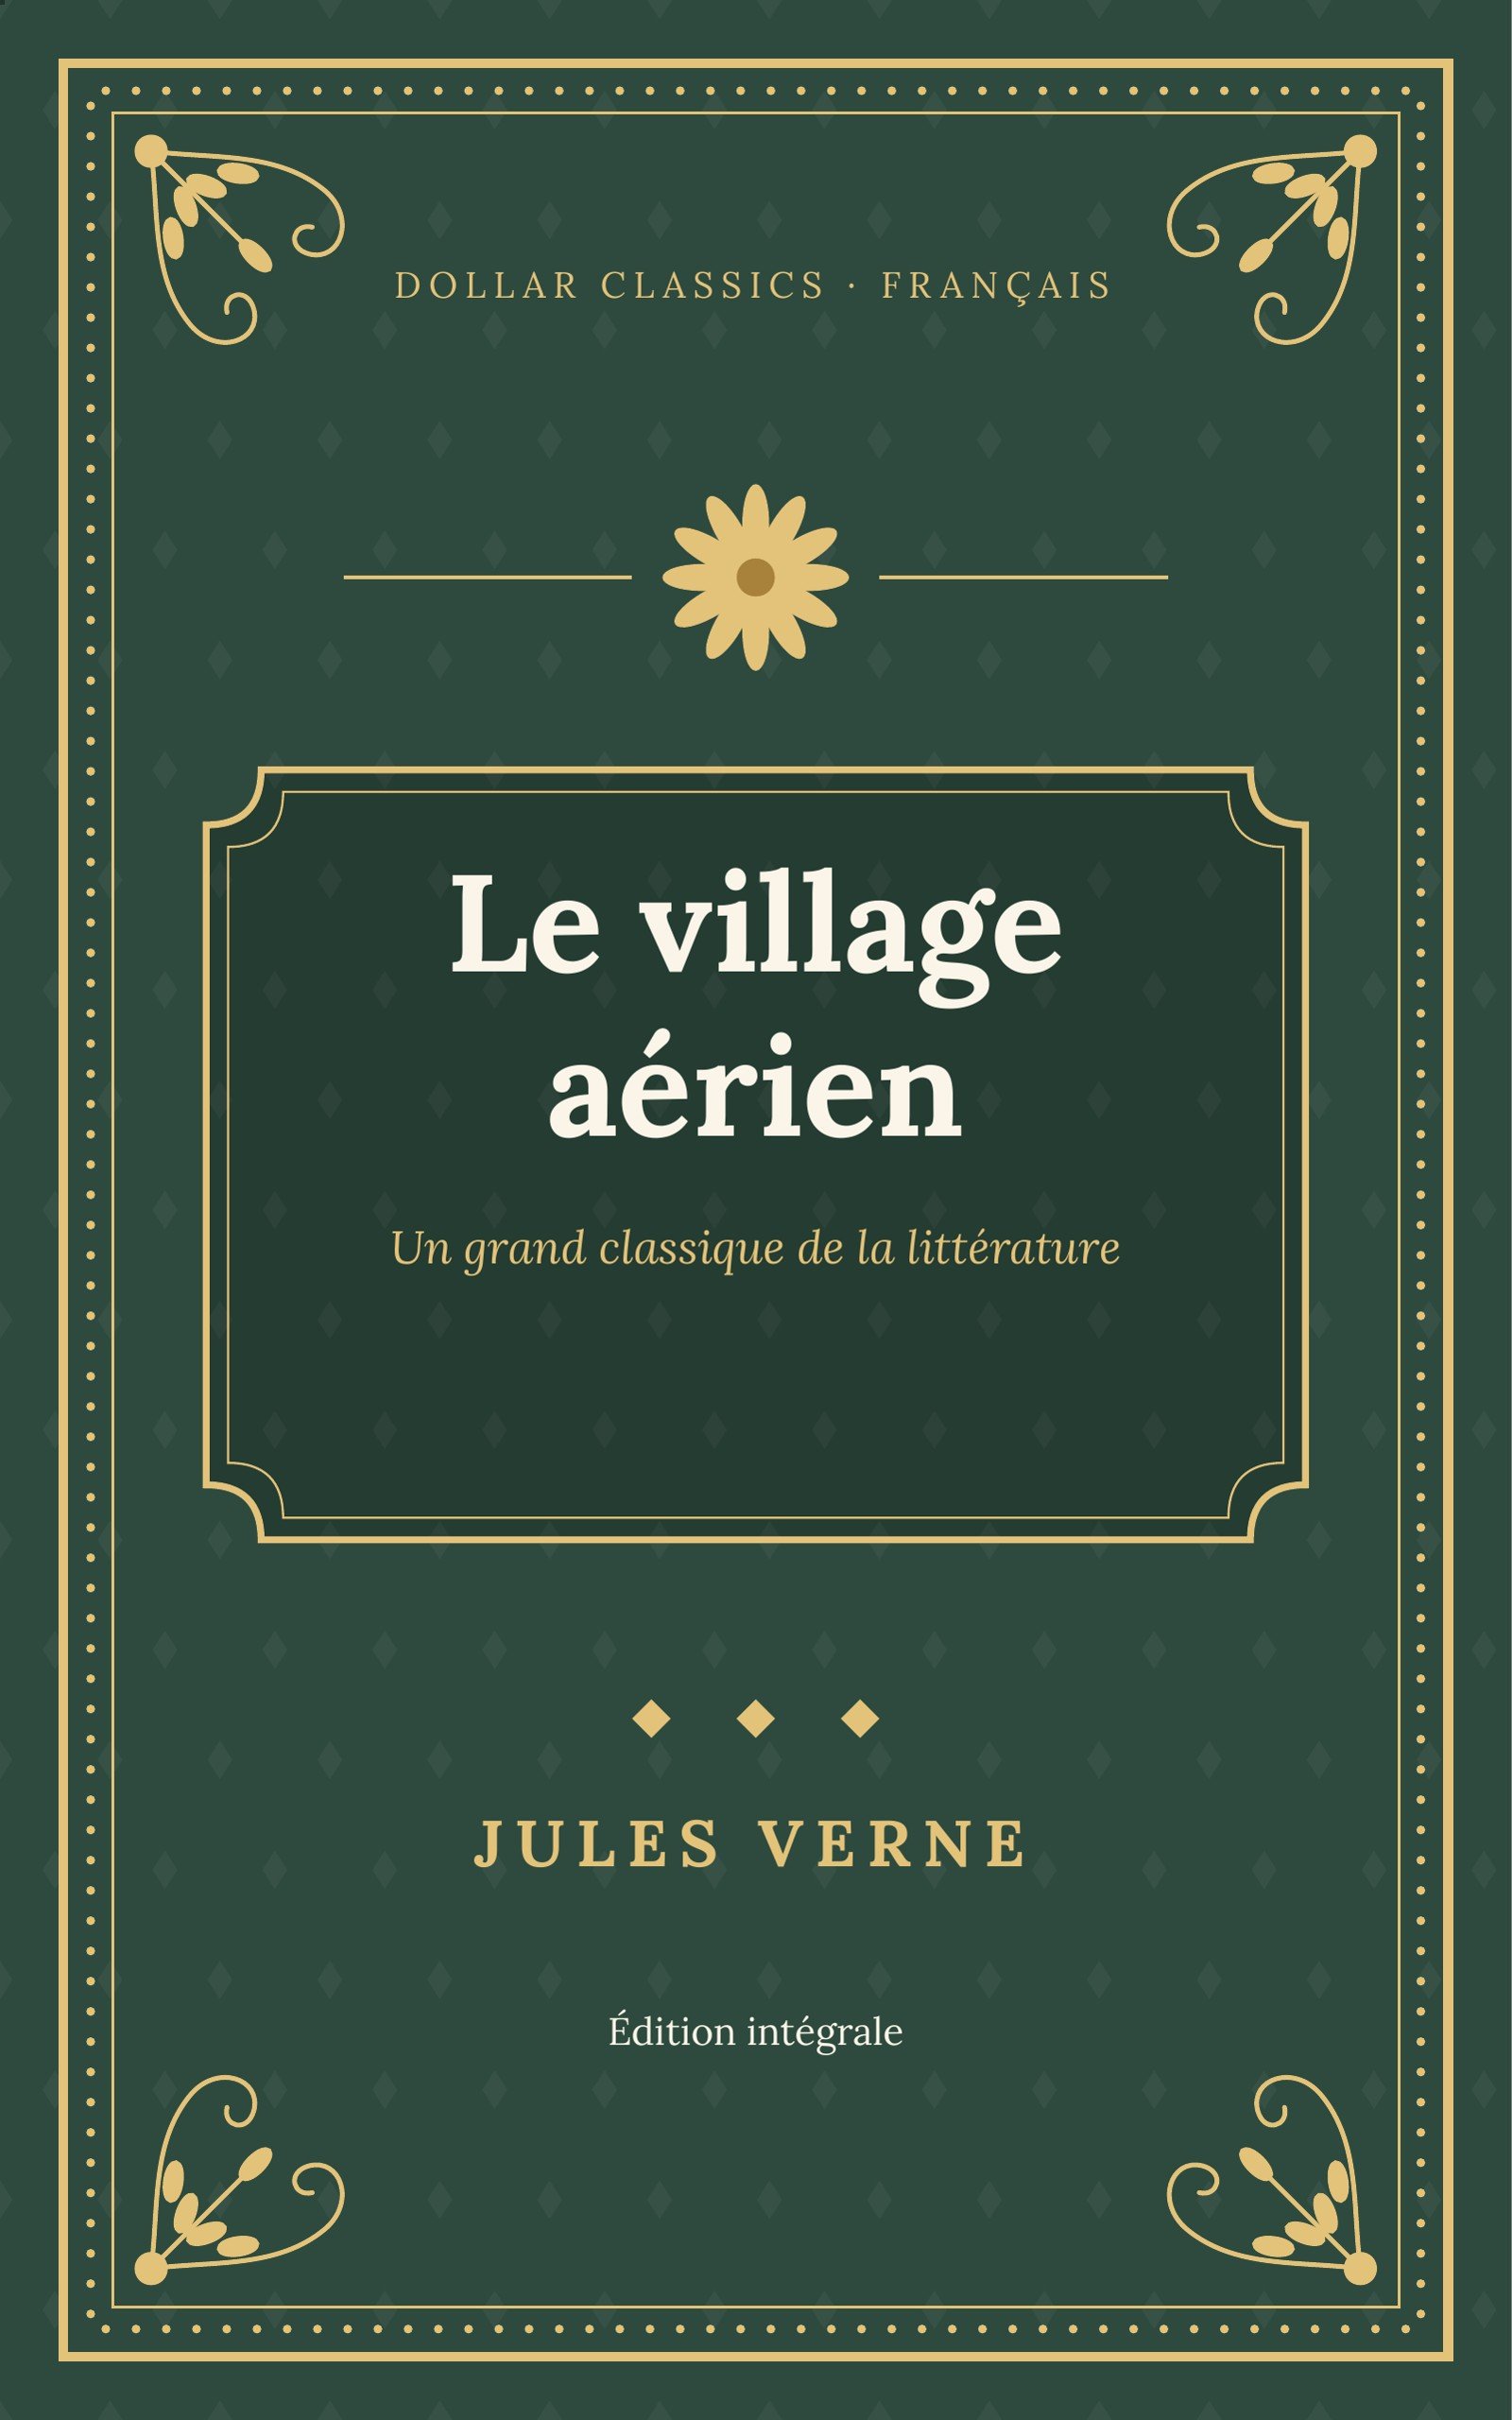 DOLLAR CLASSICS · FRANÇAIS
Le village
aérien
Un grand classique de la littérature
JULES VERNE
Édition intégrale